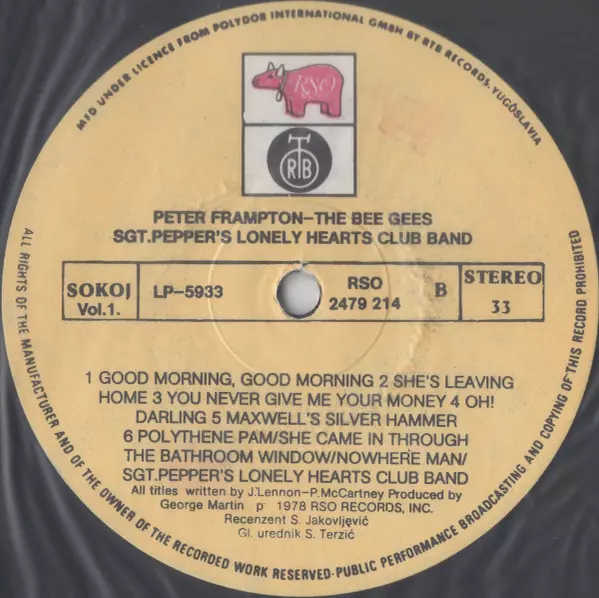 MFD UNDER LICENCE FROM POLYDOR INTERNATIONAL GMBH BY RTB RECORDS, YUGOSLAVIA
RSO
RTB
PETER FRAMPTON-THE BEE GEES
SGT.PEPPER'S LONELY HEARTS CLUB BAND
SOKOJ
Vol.1.
LP-5933
RSO
2479 214
B
STEREO
33
1 GOOD MORNING, GOOD MORNING 2 SHE'S LEAVING
HOME 3 YOU NEVER GIVE ME YOUR MONEY 4 OH!
DARLING 5 MAXWELL'S SILVER HAMMER
6 POLYTHENE PAM/SHE CAME IN THROUGH
THE BATHROOM WINDOW/NOWHERE MAN/
SGT.PEPPER'S LONELY HEARTS CLUB BAND
All titles written by J.Lennon-P.McCartney Produced by
George Martin p 1978 RSO RECORDS, INC.
Recenzent S. Jakovljević
Gl. urednik S. Terzić
ALL RIGHTS OF THE MANUFACTURER AND OF THE OWNER OF THE RECORDED WORK RESERVED·PUBLIC PERFORMANCE BROADCASTING AND COPYING OF THIS RECORD PROHIBITED